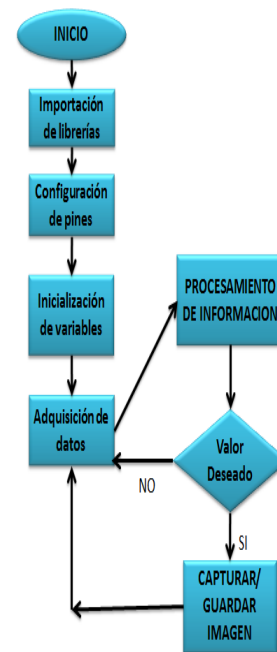 INICIO
Importación
de librerías
Configuración
de pines
Inicialización
de variables
Adquisición de
datos
PROCESAMIENTO
DE INFORMACION
Valor
Deseado
NO
SI
CAPTURAR/
GUARDAR
IMAGEN